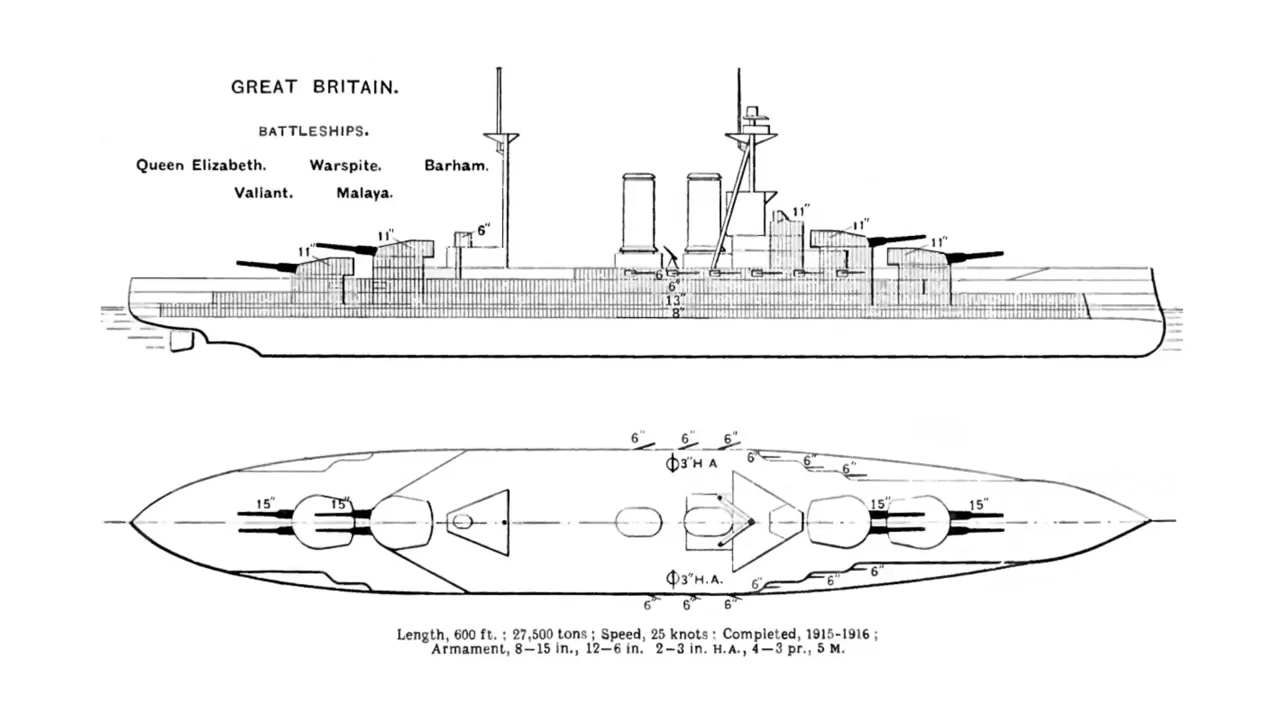 GREAT BRITAIN.
BATTLESHIPS.
Queen Elizabeth. Warspite. Barham.
Valiant. Malaya.
6"
11"
11"
11"
11"
11"
6
6"
13"
8"
6" 6" 6"
3"H A
6" 6" 6"
15" 15" 15" 15"
3"H.A.
6" 6" 6"
6" 6" 6"
Length, 600 ft. ; 27,500 tons ; Speed, 25 knots : Completed, 1915-1916 ;
Armament, 8—15 in., 12—6 in. 2—3 in. H.A., 4—3 pr., 5 M.